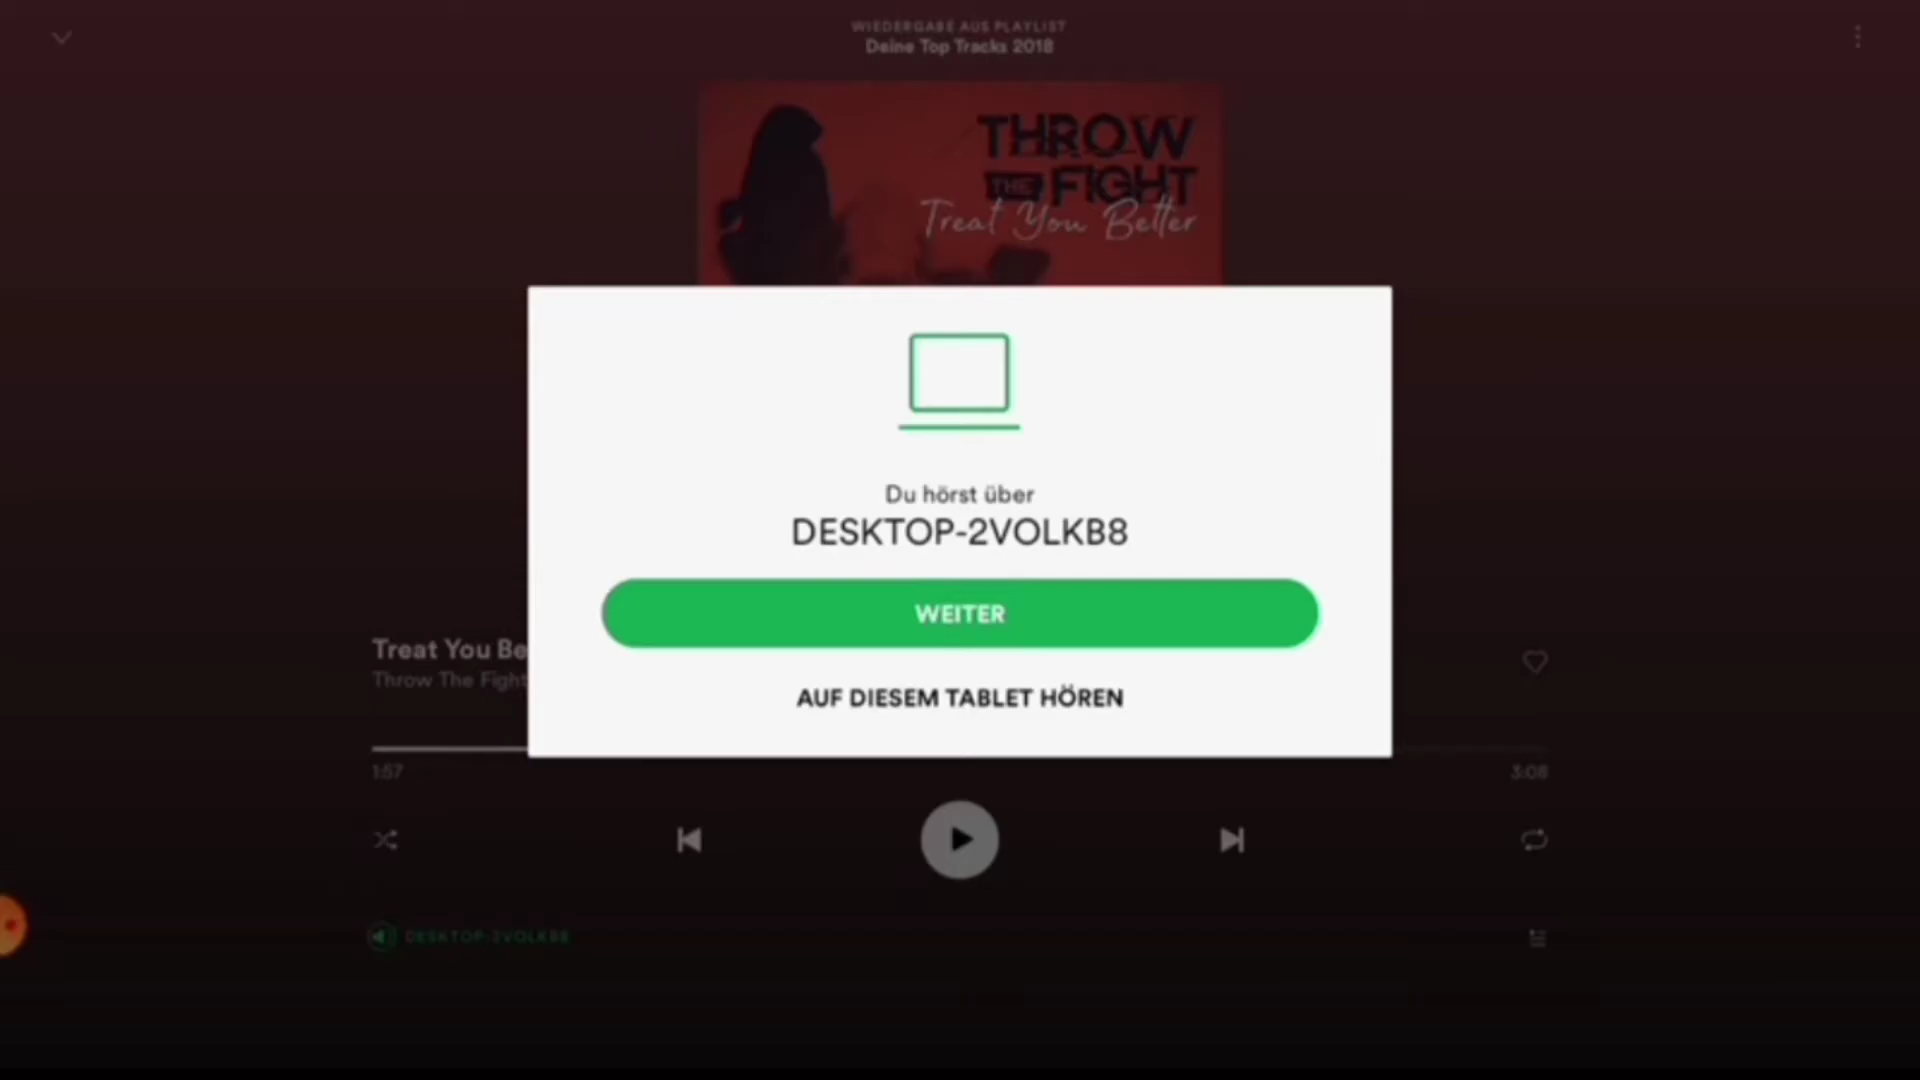 WIEDERGABE AUS PLAYLIST
Deine Top Tracks 2018
THROW
THE FIGHT
Treat You Better
Du hörst über
DESKTOP-2VOLKB8
WEITER
AUF DIESEM TABLET HÖREN
Treat You Be
Throw The Fight
1:57
3:08
DESKTOP-2VOLKB8